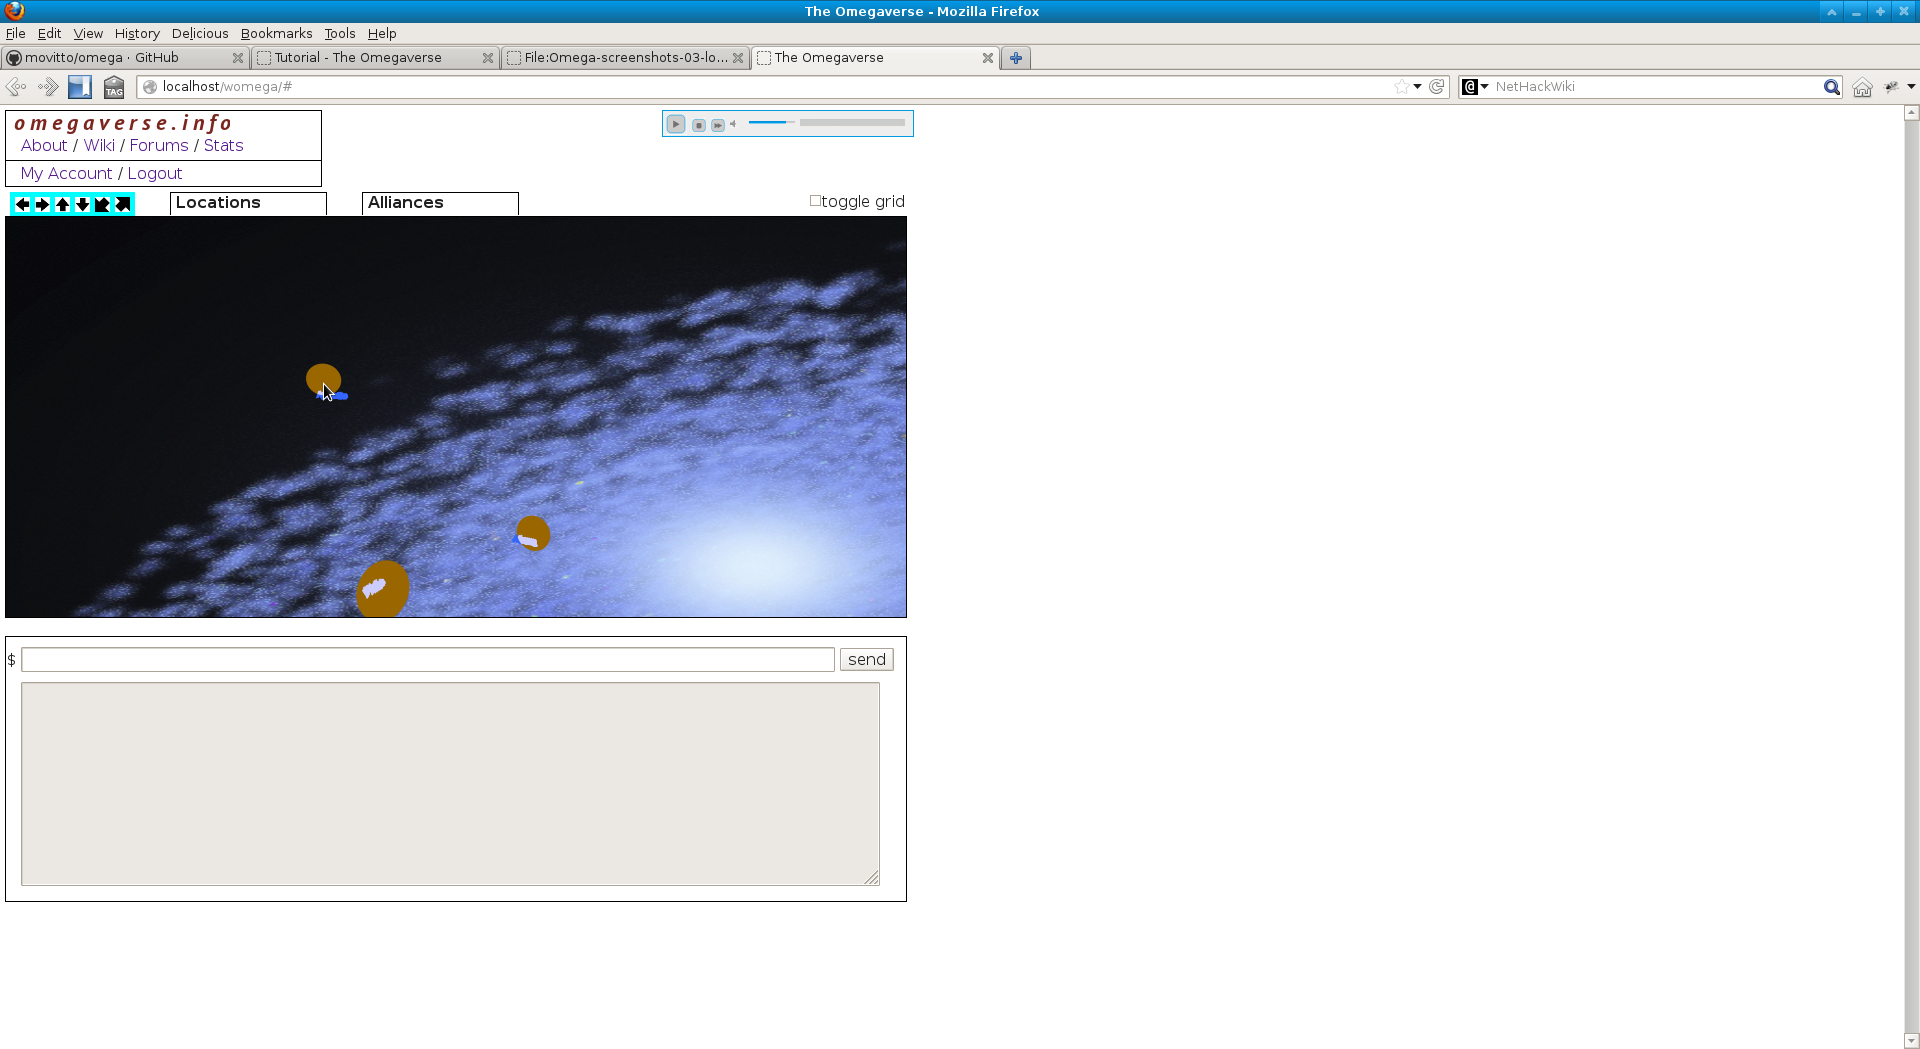 The Omegaverse - Mozilla Firefox
File Edit View History Delicious Bookmarks Tools Help
movitto/omega · GitHub Tutorial - The Omegaverse File:Omega-screenshots-03-lo... The Omegaverse
TAG localhost/womega/# @ NetHackWiki
omegaverse.info
About / Wiki / Forums / Stats
My Account / Logout
Locations Alliances toggle grid
$ send